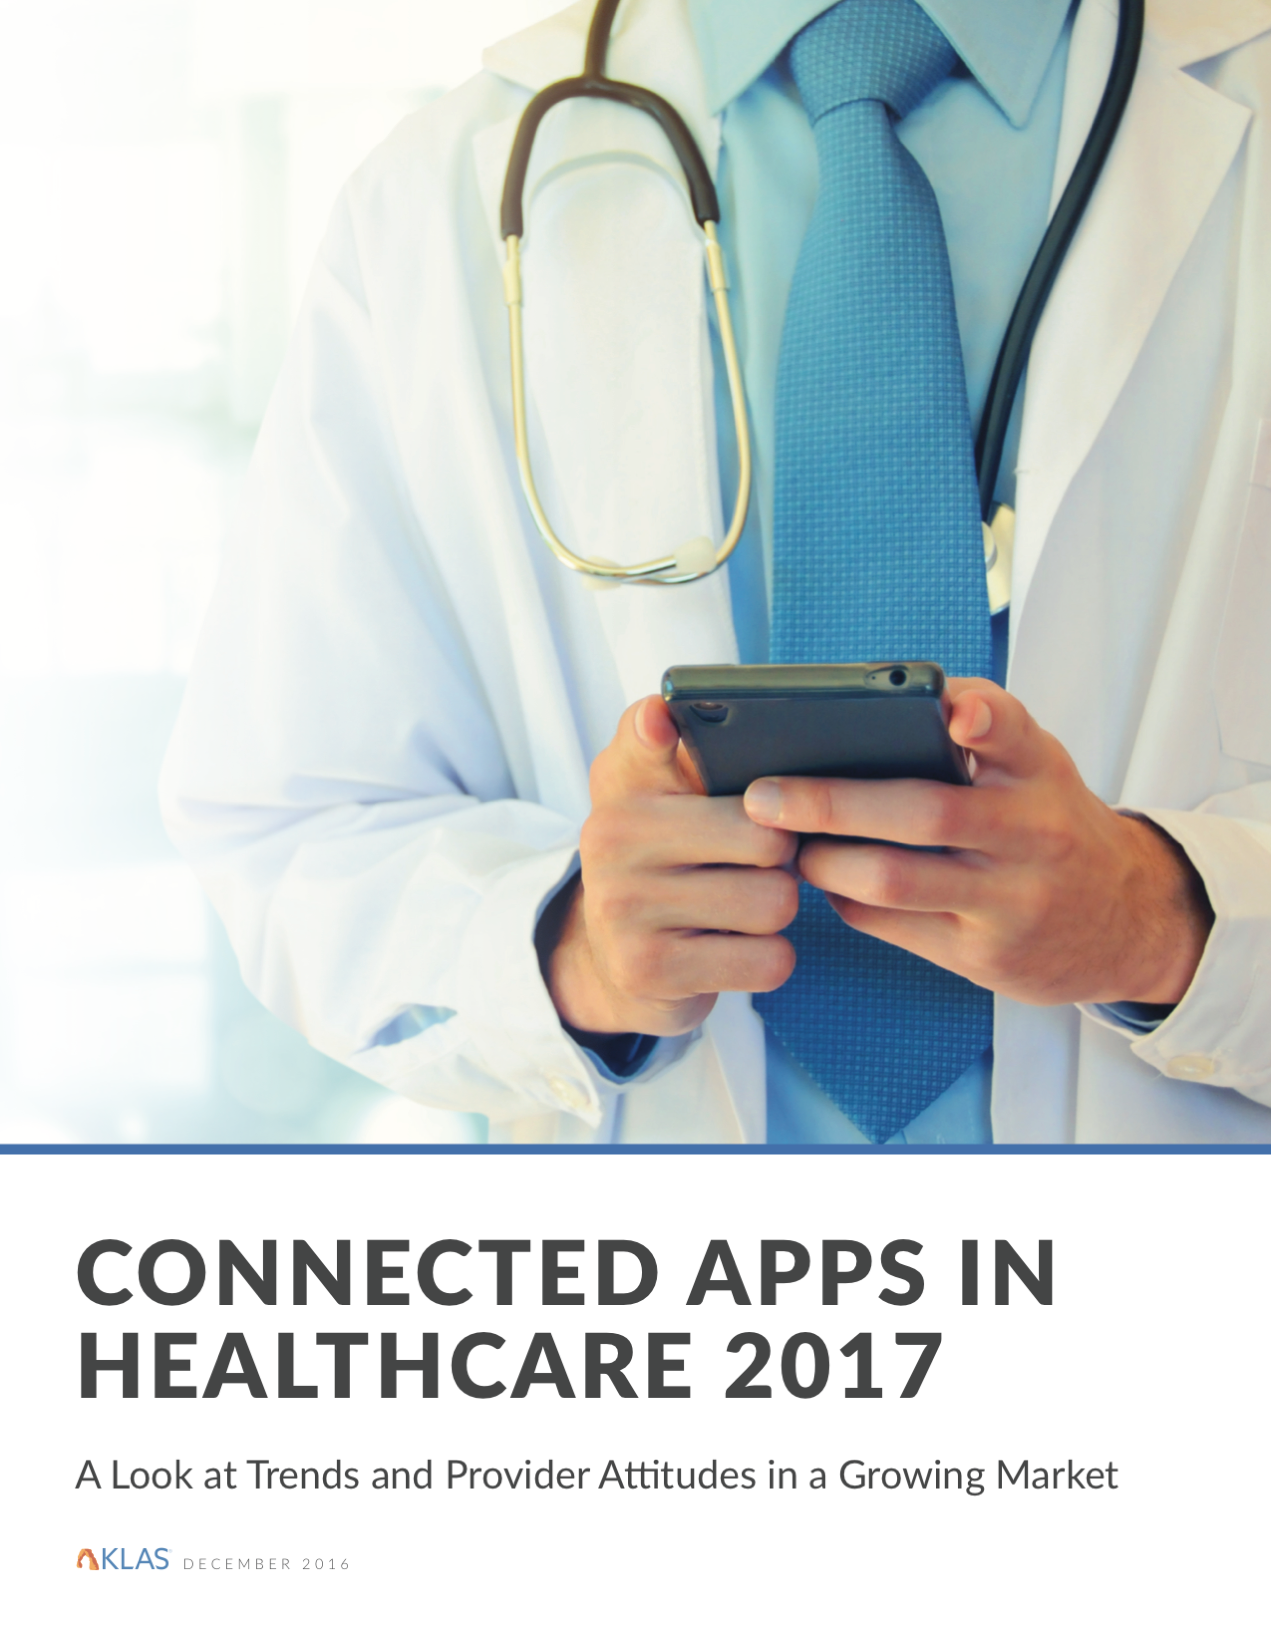 CONNECTED APPS IN
HEALTHCARE 2017
A Look at Trends and Provider Attitudes in a Growing Market
KLAS DECEMBER 2016